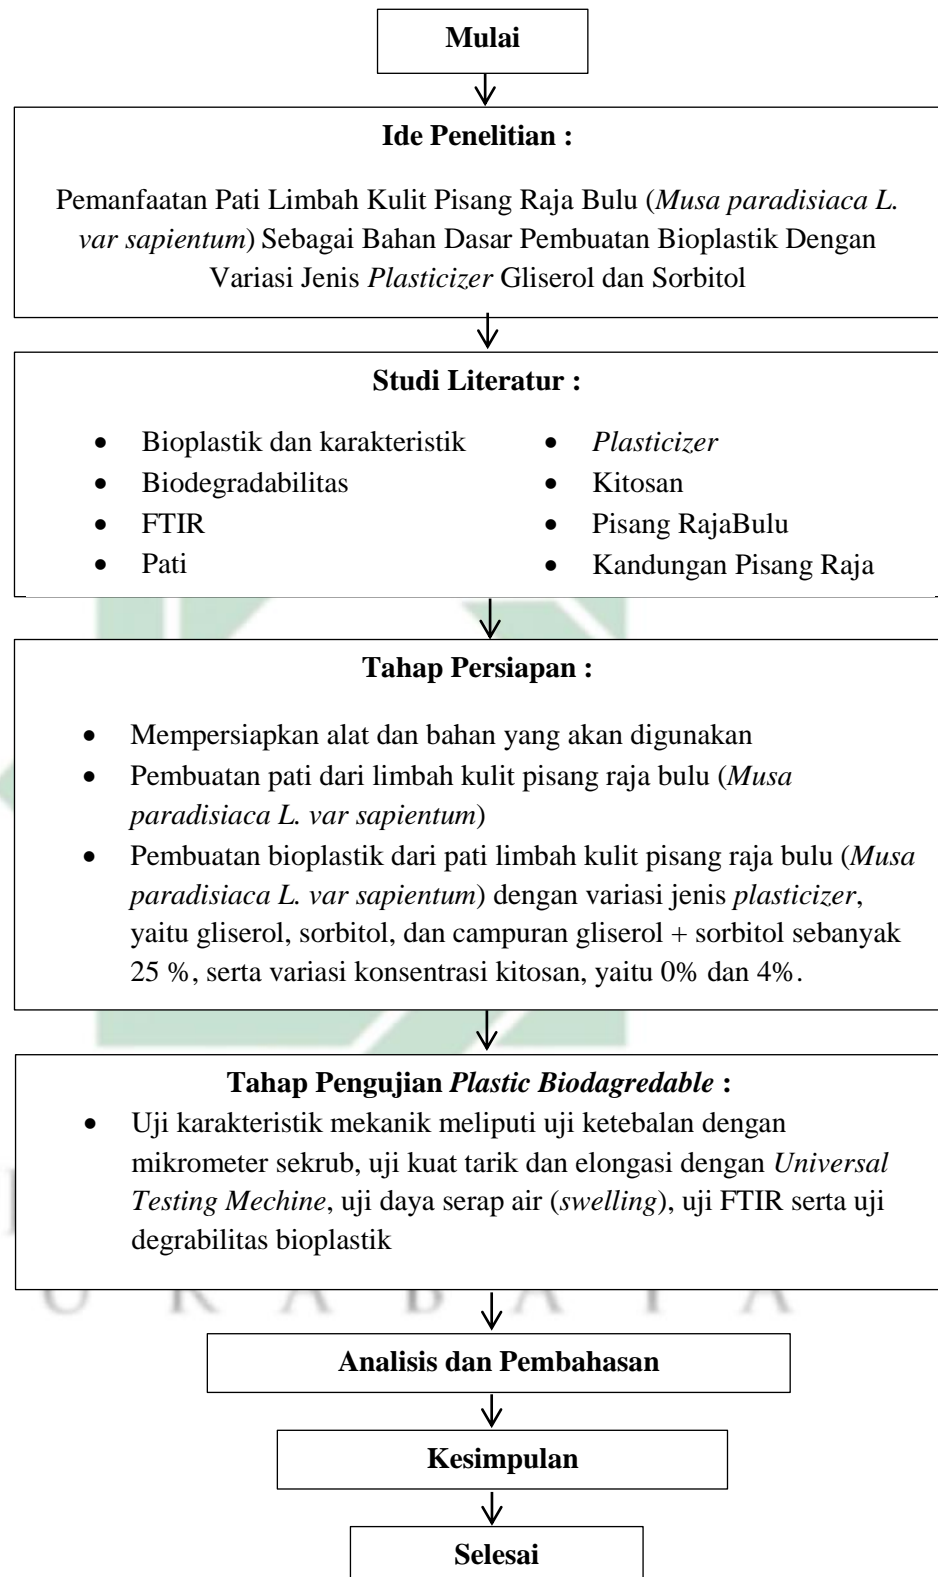 Mulai
Ide Penelitian :
Pemanfaatan Pati Limbah Kulit Pisang Raja Bulu (Musa paradisiaca L.
var sapientum) Sebagai Bahan Dasar Pembuatan Bioplastik Dengan
Variasi Jenis Plasticizer Gliserol dan Sorbitol
Studi Literatur :
• Bioplastik dan karakteristik
• Biodegradabilitas
• FTIR
• Pati
• Plasticizer
• Kitosan
• Pisang RajaBulu
• Kandungan Pisang Raja
Tahap Persiapan :
• Mempersiapkan alat dan bahan yang akan digunakan
• Pembuatan pati dari limbah kulit pisang raja bulu (Musa
paradisiaca L. var sapientum)
• Pembuatan bioplastik dari pati limbah kulit pisang raja bulu (Musa
paradisiaca L. var sapientum) dengan variasi jenis plasticizer,
yaitu gliserol, sorbitol, dan campuran gliserol + sorbitol sebanyak
25 %, serta variasi konsentrasi kitosan, yaitu 0% dan 4%.
Tahap Pengujian Plastic Biodagredable :
• Uji karakteristik mekanik meliputi uji ketebalan dengan
mikrometer sekrub, uji kuat tarik dan elongasi dengan Universal
Testing Mechine, uji daya serap air (swelling), uji FTIR serta uji
degrabilitas bioplastik
U R A B A Y A
Analisis dan Pembahasan
Kesimpulan
Selesai